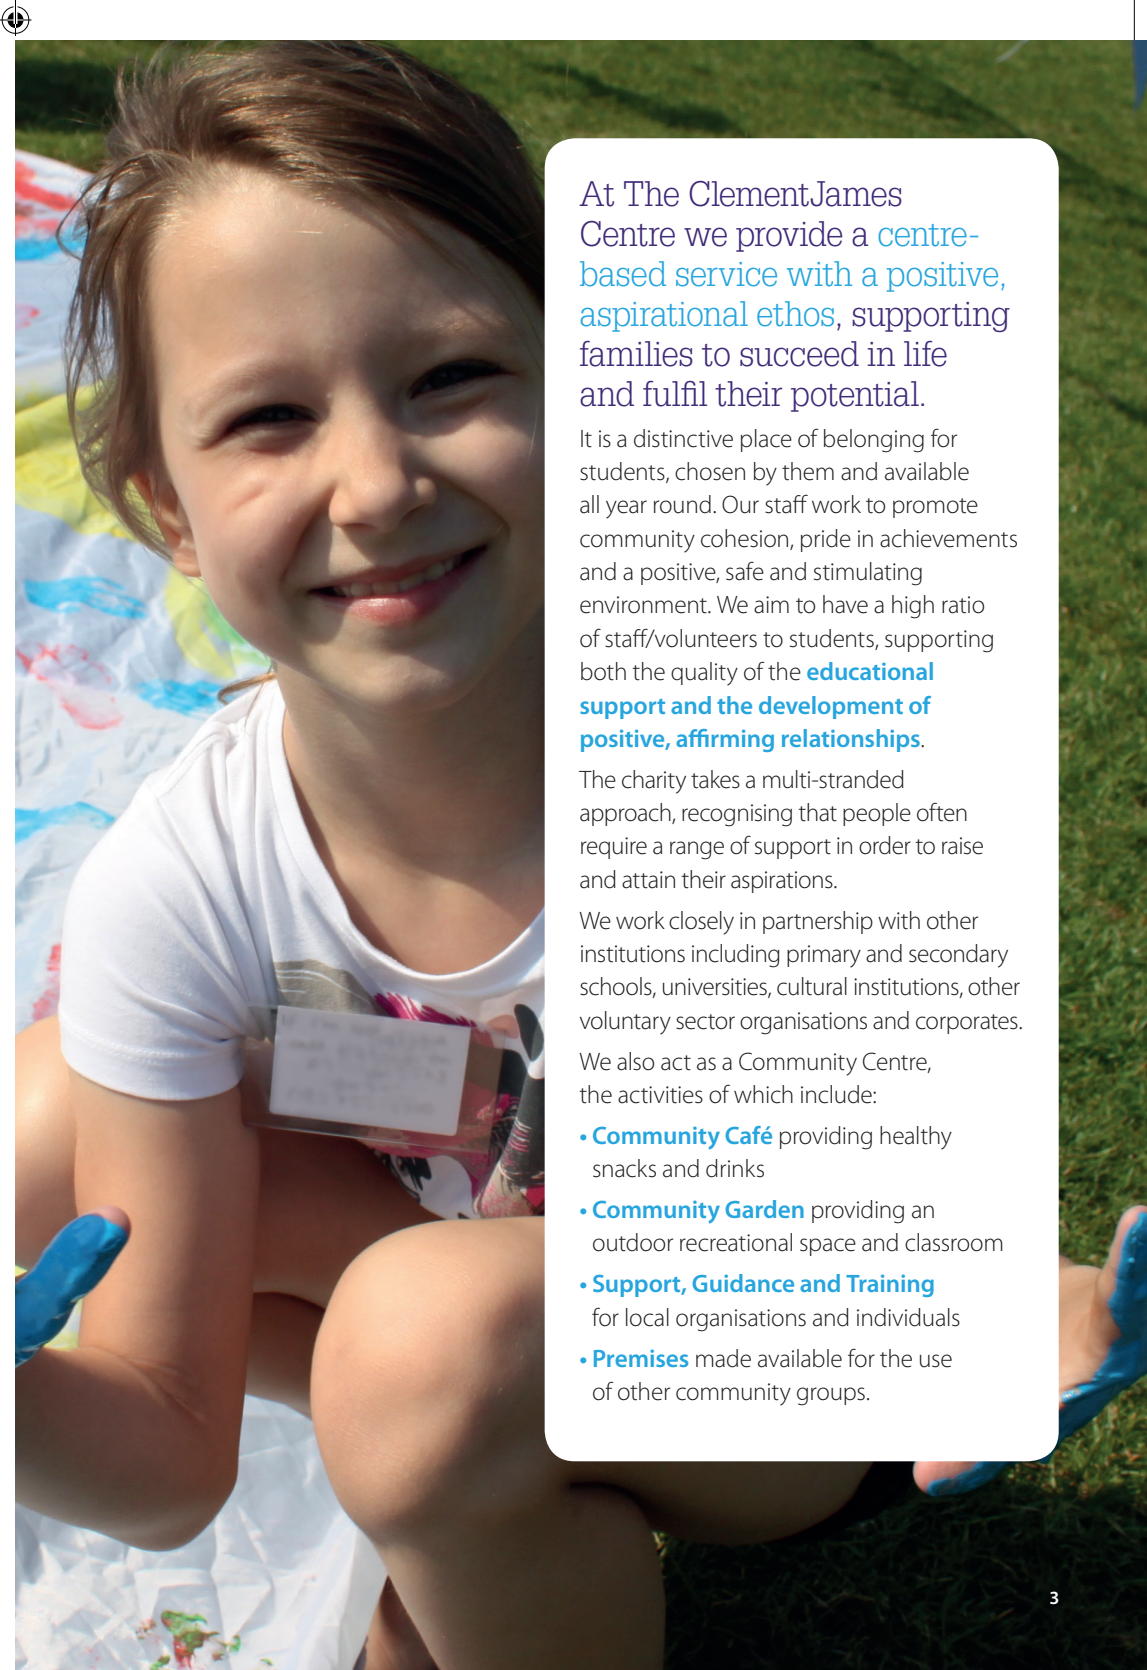 At The ClementJames
Centre we provide a centre-
based service with a positive,
aspirational ethos, supporting
families to succeed in life
and fulfil their potential.
It is a distinctive place of belonging for
students, chosen by them and available
all year round. Our staff work to promote
community cohesion, pride in achievements
and a positive, safe and stimulating
environment. We aim to have a high ratio
of staff/volunteers to students, supporting
both the quality of the educational
support and the development of
positive, affirming relationships.
The charity takes a multi-stranded
approach, recognising that people often
require a range of support in order to raise
and attain their aspirations.
We work closely in partnership with other
institutions including primary and secondary
schools, universities, cultural institutions, other
voluntary sector organisations and corporates.
We also act as a Community Centre,
the activities of which include:
• Community Café providing healthy
snacks and drinks
• Community Garden providing an
outdoor recreational space and classroom
• Support, Guidance and Training
for local organisations and individuals
• Premises made available for the use
of other community groups.
3